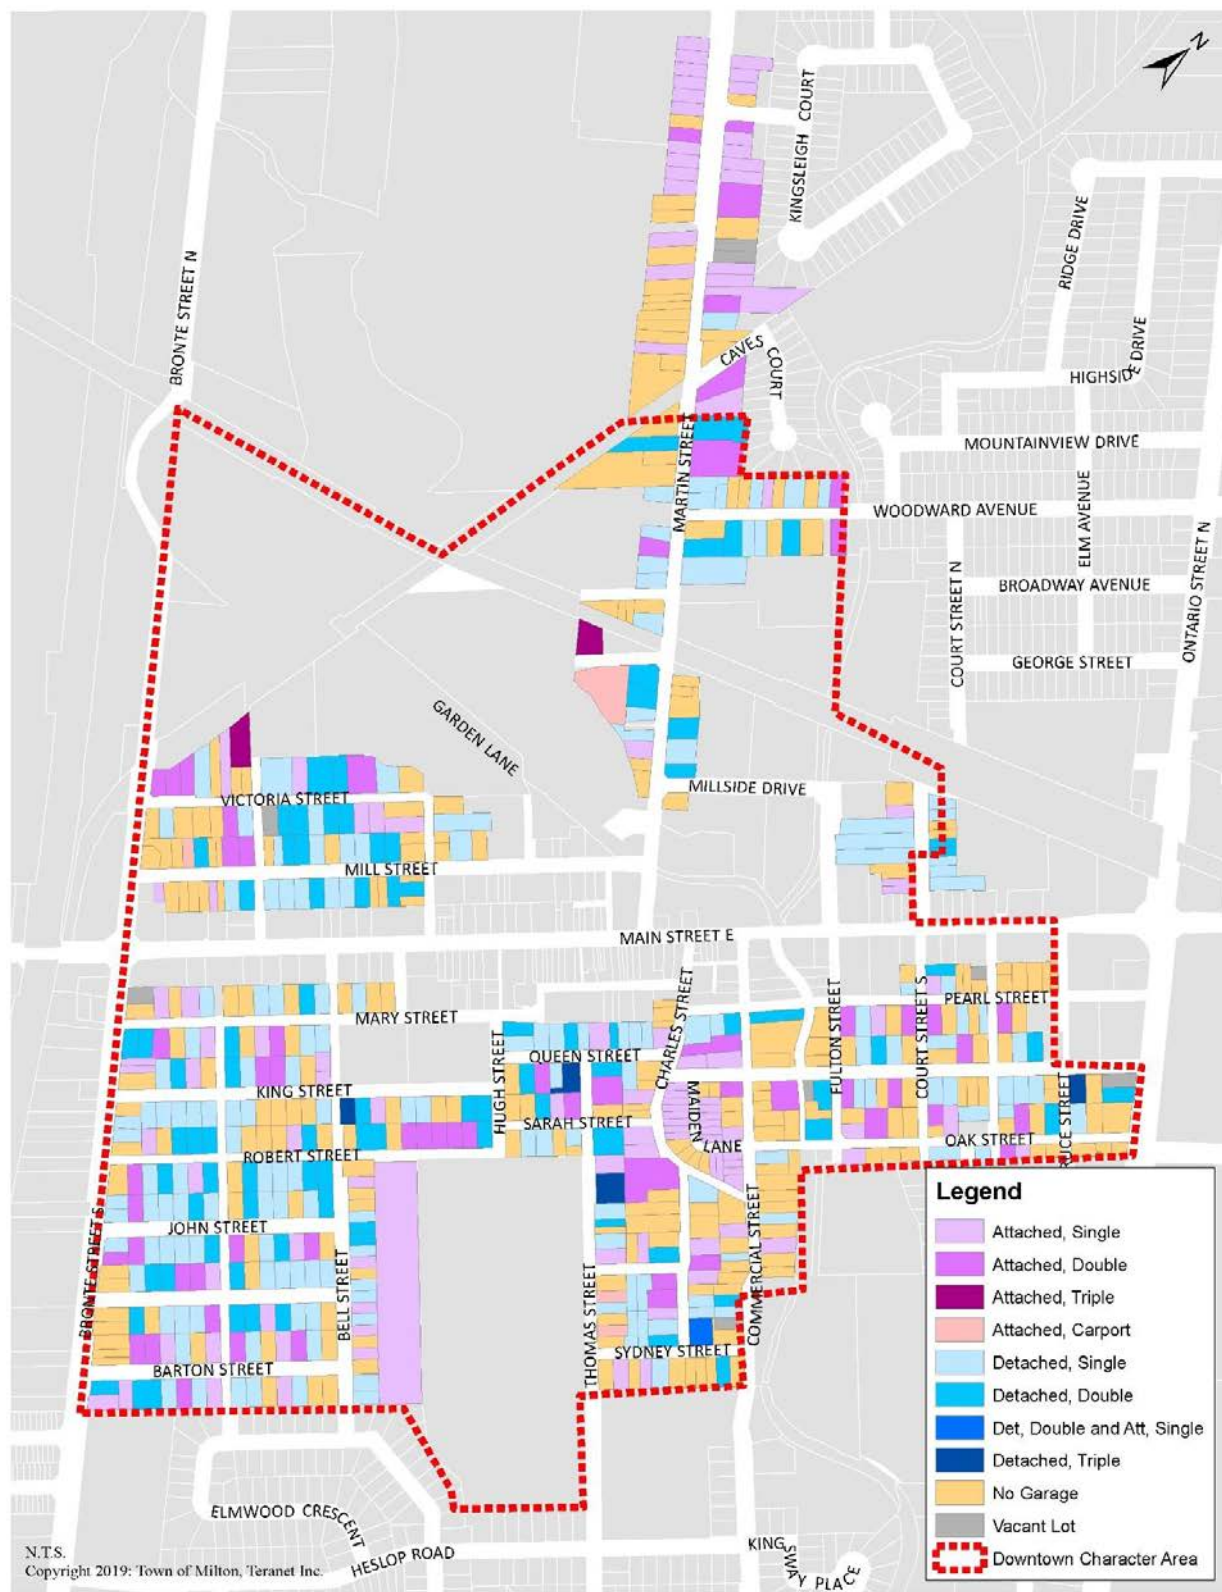 N
KINGSLEIGH COURT
RIDGE DRIVE
BRONTE STREET N
CAVES
COURT
HIGHSIDE DRIVE
MARTIN STREET
MOUNTAINVIEW DRIVE
WOODWARD AVENUE
ELM AVENUE
COURT STREET N
BROADWAY AVENUE
ONTARIO STREET N
GEORGE STREET
GARDEN LANE
MILLSIDE DRIVE
VICTORIA STREET
MILL STREET
MAIN STREET E
CHARLES STREET
PEARL STREET
MARY STREET
HUGH STREET
QUEEN STREET
FULTON STREET
COURT STREET S
KING STREET
MAIDEN
LANE
SARAH STREET
OAK STREET
RUCE STREET
ROBERT STREET
JOHN STREET
BRONTE STREET S
BELL STREET
THOMAS STREET
COMMERCIAL STREET
SYDNEY STREET
BARTON STREET
ELMWOOD CRESCENT
HESLOP ROAD
KING
SWAY PLACE
Legend
Attached, Single
Attached, Double
Attached, Triple
Attached, Carport
Detached, Single
Detached, Double
Det, Double and Att, Single
Detached, Triple
No Garage
Vacant Lot
Downtown Character Area
N.T.S.
Copyright 2019: Town of Milton, Teranet Inc.